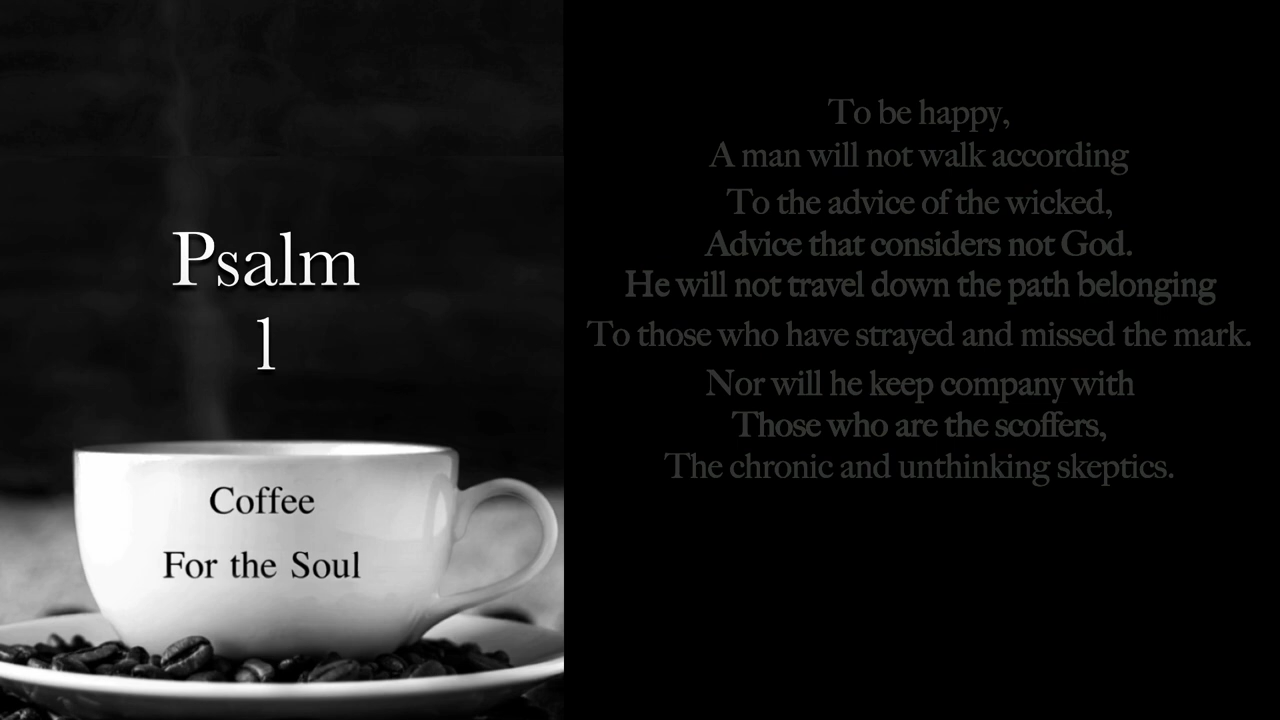 Psalm
1
Coffee
For the Soul
To be happy,
A man will not walk according
To the advice of the wicked,
Advice that considers not God.
He will not travel down the path belonging
To those who have strayed and missed the mark.
Nor will he keep company with
Those who are the scoffers,
The chronic and unthinking skeptics.